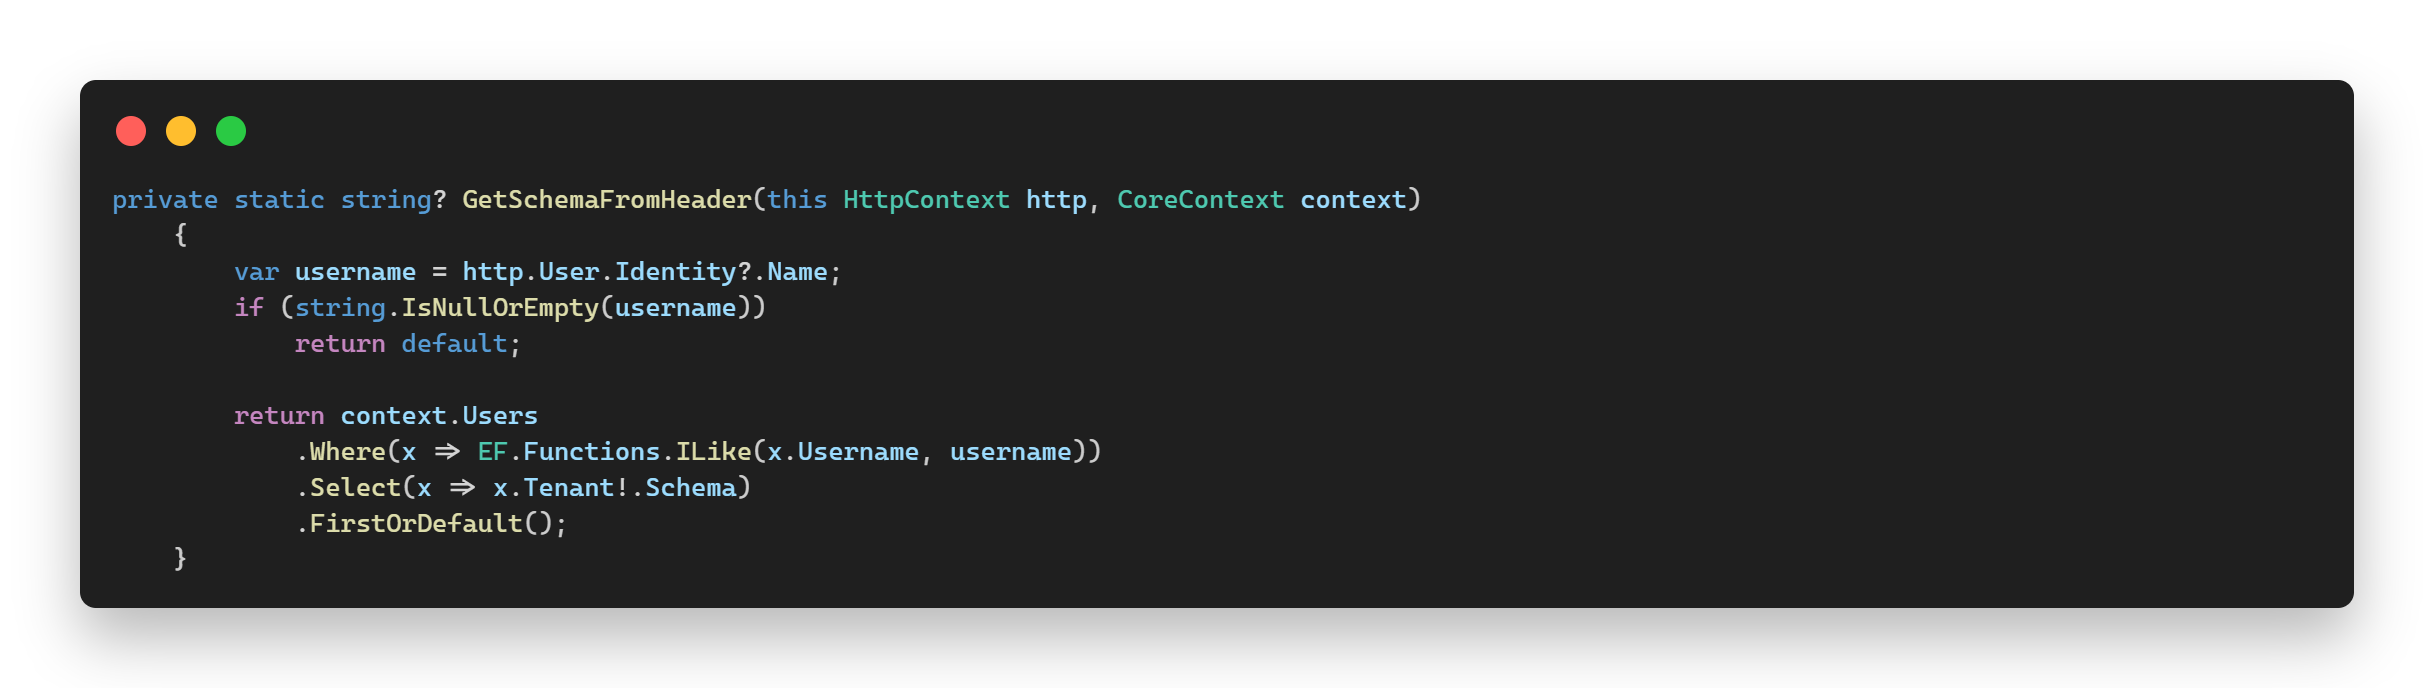 private static string? GetSchemaFromHeader(this HttpContext http, CoreContext context)
    {
        var username = http.User.Identity?.Name;
        if (string.IsNullOrEmpty(username))
            return default;

        return context.Users
            .Where(x => EF.Functions.ILike(x.Username, username))
            .Select(x => x.Tenant!.Schema)
            .FirstOrDefault();
    }